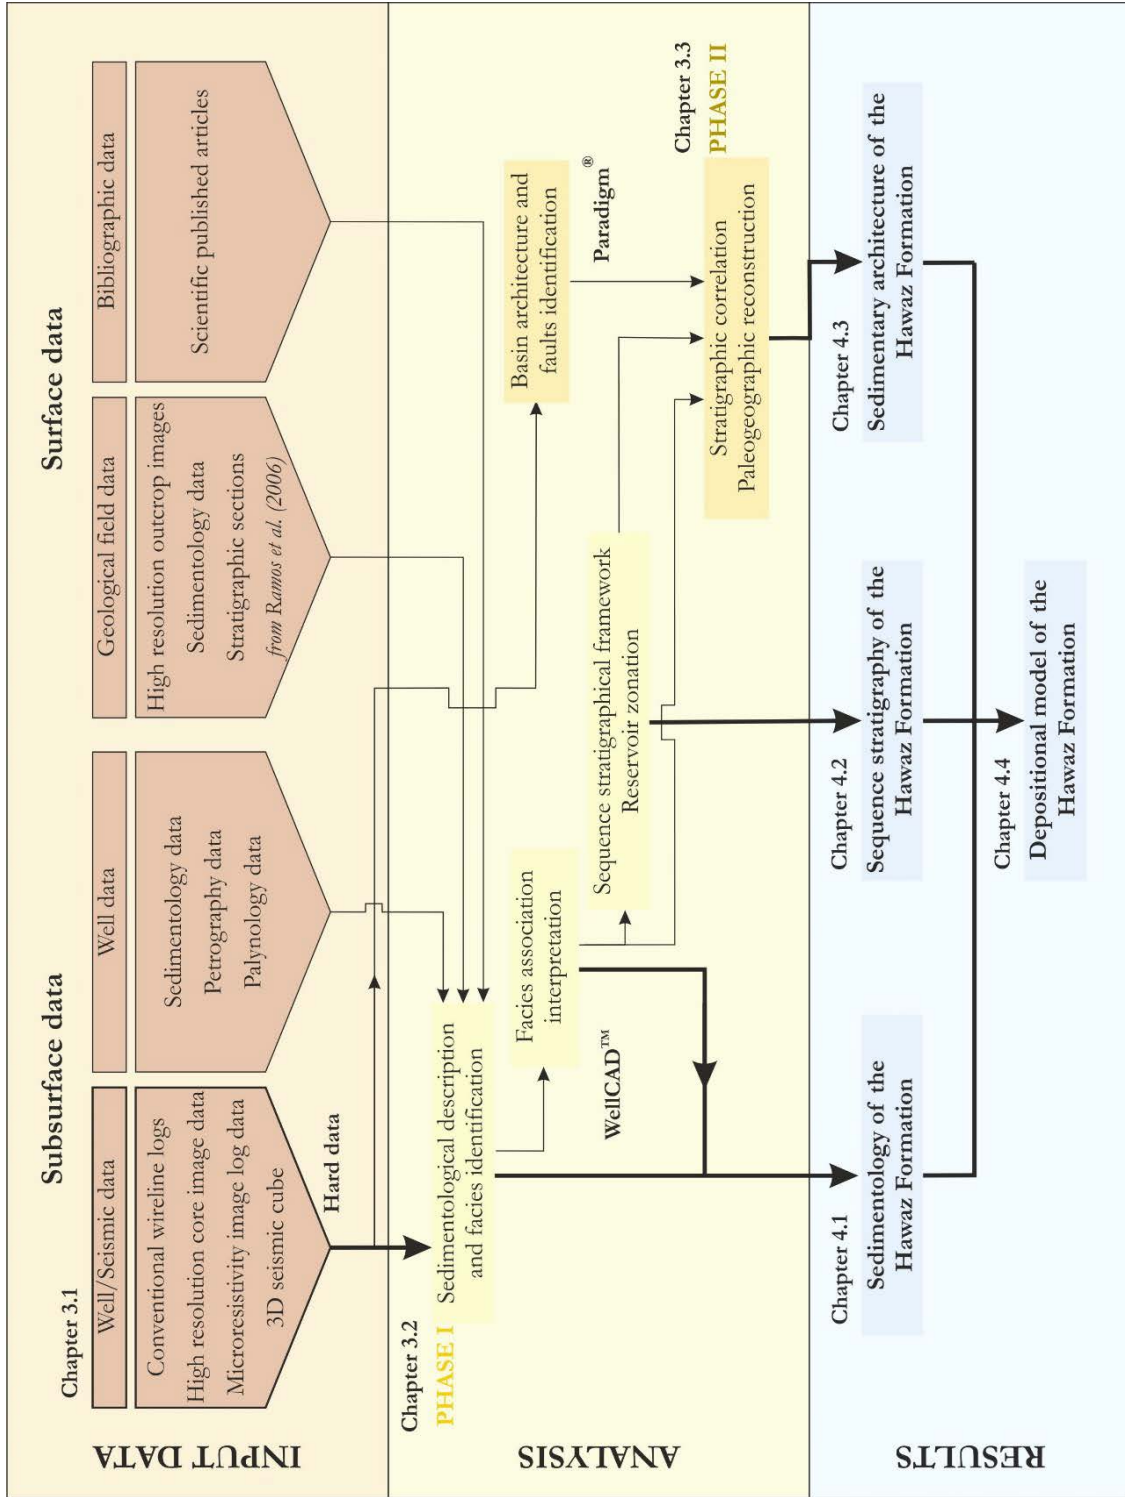 INPUT DATA
Subsurface data
Surface data
Chapter 3.1
Well/Seismic data
Conventional wireline logs
High resolution core image data
Microresistivity image log data
3D seismic cube
Well data
Sedimentology data
Petrography data
Palynology data
Geological field data
High resolution outcrop images
Sedimentology data
Stratigraphic sections
from Ramos et al. (2006)
Bibliographic data
Scientific published articles
Hard data
ANALYSIS
Chapter 3.2
PHASE I
Sedimentological description
and facies identification
Facies association
interpretation
WellCAD™
Sequence stratigraphical framework
Reservoir zonation
Basin architecture and
faults identification
Paradigm®
Chapter 3.3
PHASE II
Stratigraphic correlation
Paleogeographic reconstruction
RESULTS
Chapter 4.1
Sedimentology of the
Hawaz Formation
Chapter 4.2
Sequence stratigraphy of the
Hawaz Formation
Chapter 4.3
Sedimentary architecture of the
Hawaz Formation
Chapter 4.4
Depositional model of the
Hawaz Formation